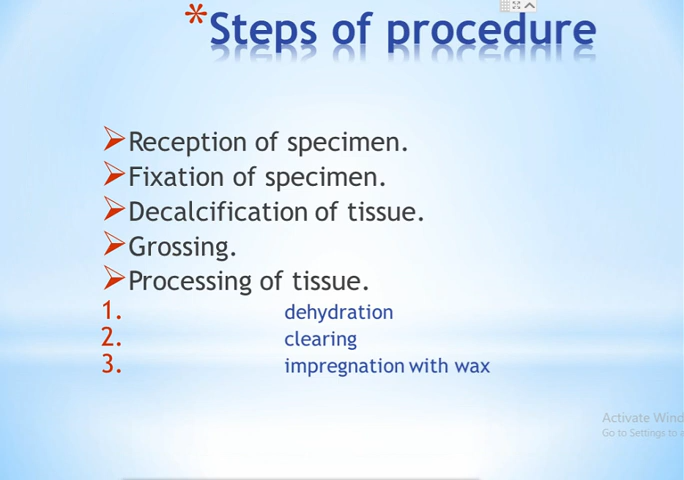 *Steps of procedure
Reception of specimen.
Fixation of specimen.
Decalcification of tissue.
Grossing.
Processing of tissue.
1. dehydration
2. clearing
3. impregnation with wax
Activate Wind
Go to Settings to a